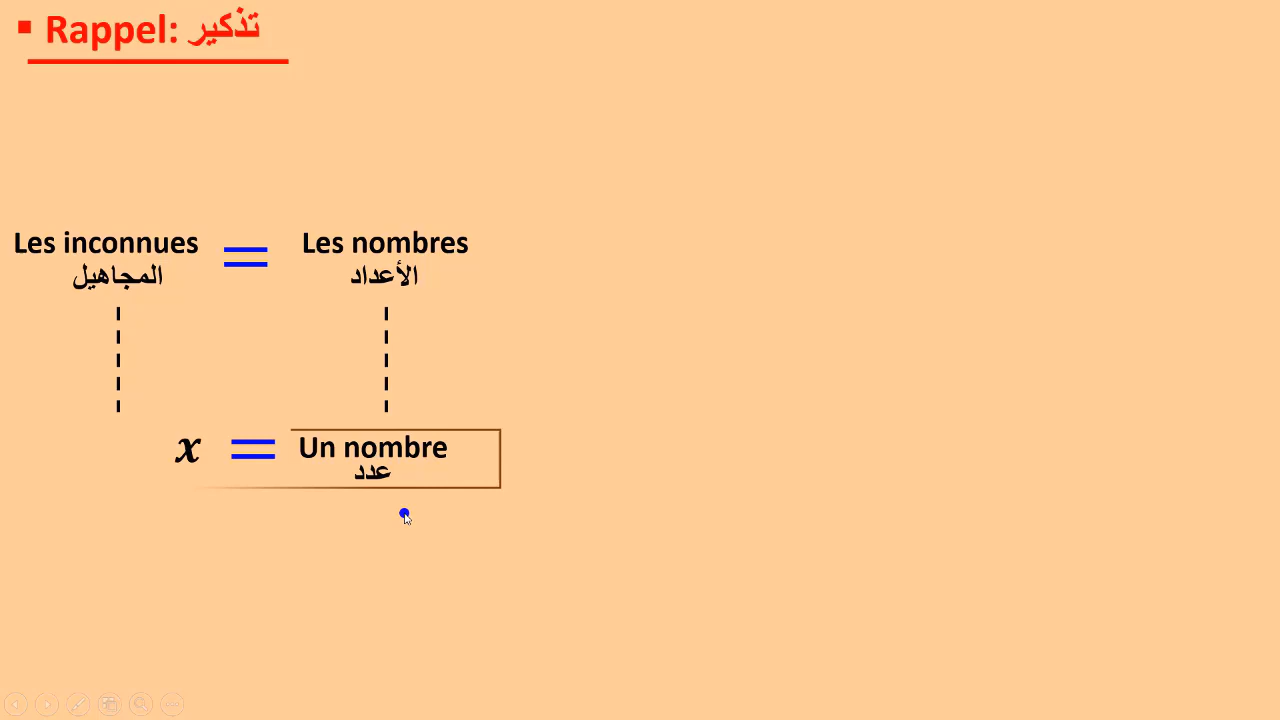 ▪ Rappel: تذكير
Les inconnues = Les nombres
المجاهيل الأعداد
x = Un nombre
عدد